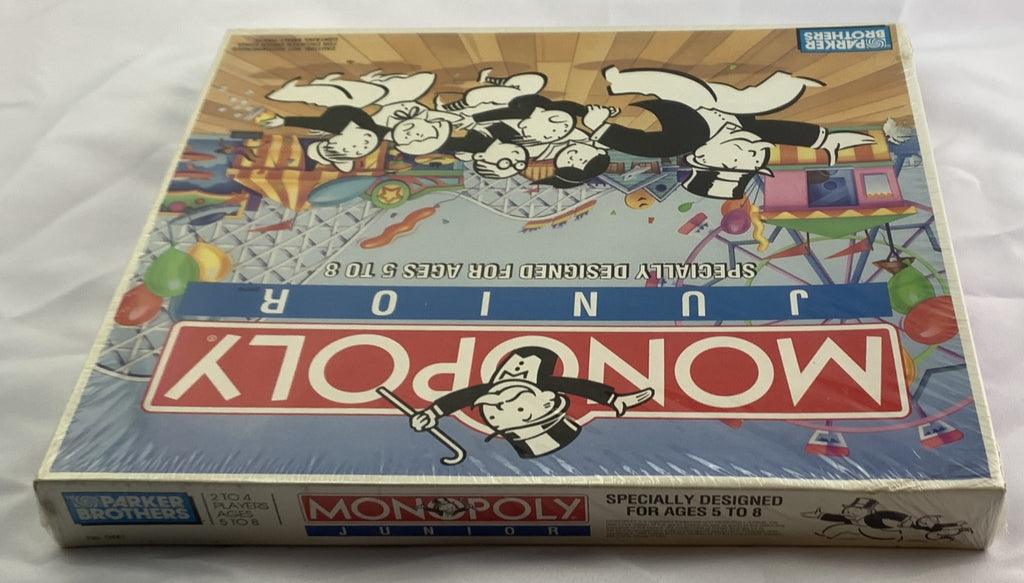 MONOPOLY
JUNIOR
SPECIALLY DESIGNED FOR AGES 5 TO 8
PARKER
BROTHERS
PARKER
BROTHERS
2 TO 4
PLAYERS
AGES
5 TO 8
MONOPOLY
JUNIOR
SPECIALLY DESIGNED
FOR AGES 5 TO 8